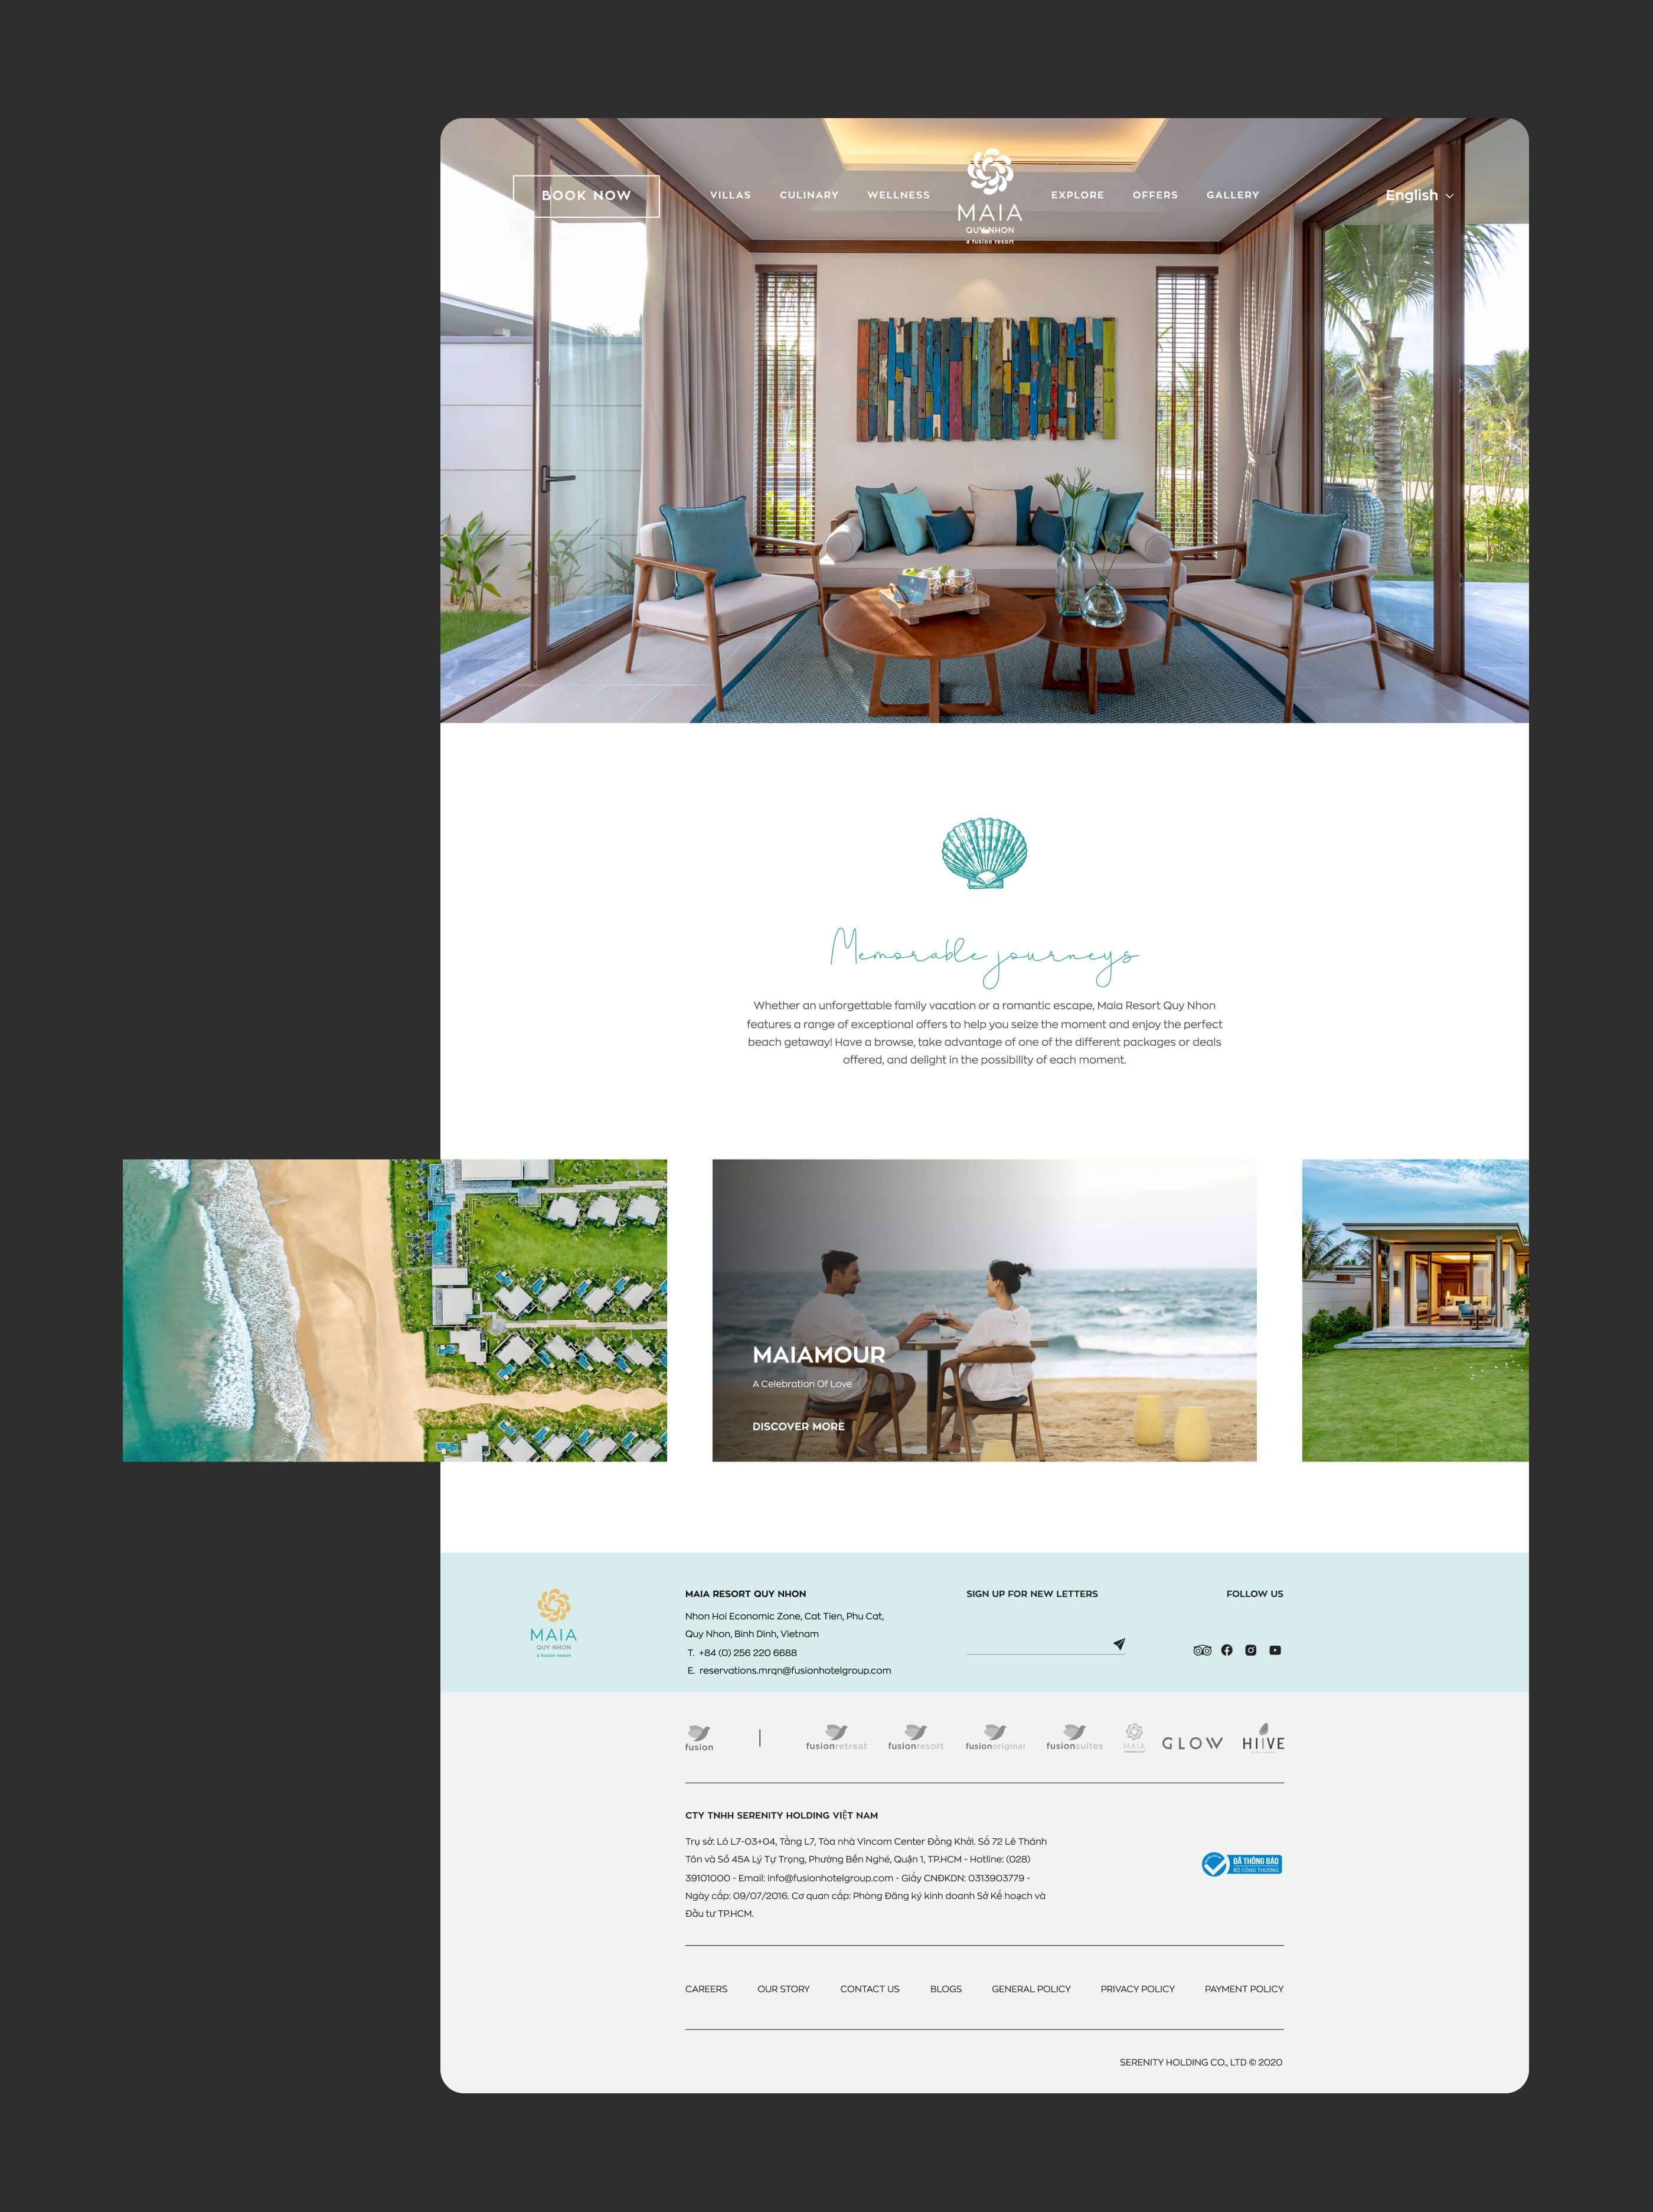 BOOK NOW
VILLAS
CULINARY
WELLNESS
MAIA
QUY NHON
a fusion resort
EXPLORE
OFFERS
GALLERY
English
Memorable journeys
Whether an unforgettable family vacation or a romantic escape, Maia Resort Quy Nhon
features a range of exceptional offers to help you seize the moment and enjoy the perfect
beach getaway! Have a browse, take advantage of one of the different packages or deals
offered, and delight in the possibility of each moment.
MAIAMOUR
A Celebration Of Love
DISCOVER MORE
MAIA
QUY NHON
a fusion resort
MAIA RESORT QUY NHON
Nhon Hoi Economic Zone, Cat Tien, Phu Cat,
Quy Nhon, Binh Dinh, Vietnam
T. +84 (0) 256 220 6688
E. reservations.mrqn@fusionhotelgroup.com
SIGN UP FOR NEW LETTERS
FOLLOW US
fusion
fusionretreat
fusionresort
fusionoriginal
fusionsuites
MAIA
GLOW
HIIVE
CTY TNHH SERENITY HOLDING VIỆT NAM
Trụ sở: Lô L7-03+04, Tầng L7, Tòa nhà Vincom Center Đồng Khởi. Số 72 Lê Thánh
Tôn và Số 45A Lý Tự Trọng, Phường Bến Nghé, Quận 1, TP.HCM - Hotline: (028)
39101000 - Email: info@fusionhotelgroup.com - Giấy CNĐKDN: 0313903779 -
Ngày cấp: 09/07/2016. Cơ quan cấp: Phòng Đăng ký kinh doanh Sở Kế hoạch và
Đầu tư TP.HCM.
ĐÃ THÔNG BÁO
BỘ CÔNG THƯƠNG
CAREERS
OUR STORY
CONTACT US
BLOGS
GENERAL POLICY
PRIVACY POLICY
PAYMENT POLICY
SERENITY HOLDING CO., LTD © 2020